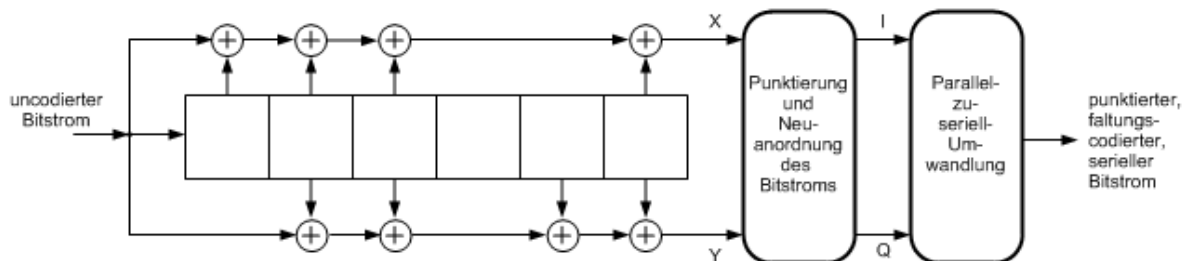 uncodierter
Bitstrom
+
+
+
+
+
+
+
+
X
Y
Punktierung
und
Neu-
anordnung
des
Bitstroms
I
Q
Parallel-
zu-
seriell-
Um-
wandlung
punktierter,
faltungs-
codierter,
serieller
Bitstrom